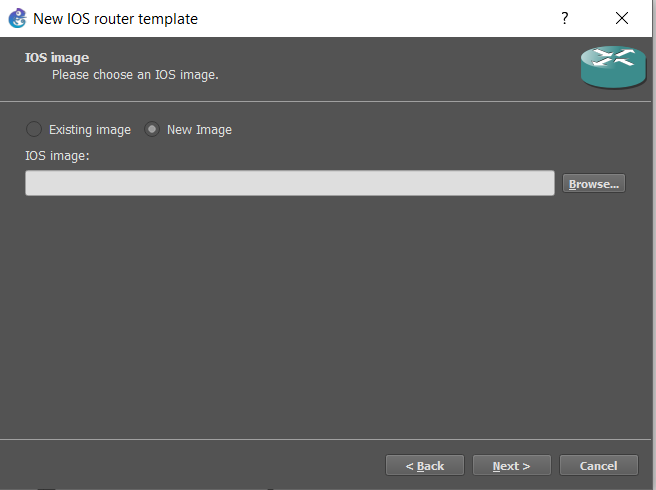 New IOS router template
?
IOS image
Please choose an IOS image.
Existing image New Image
IOS image:
Browse...
< Back Next > Cancel